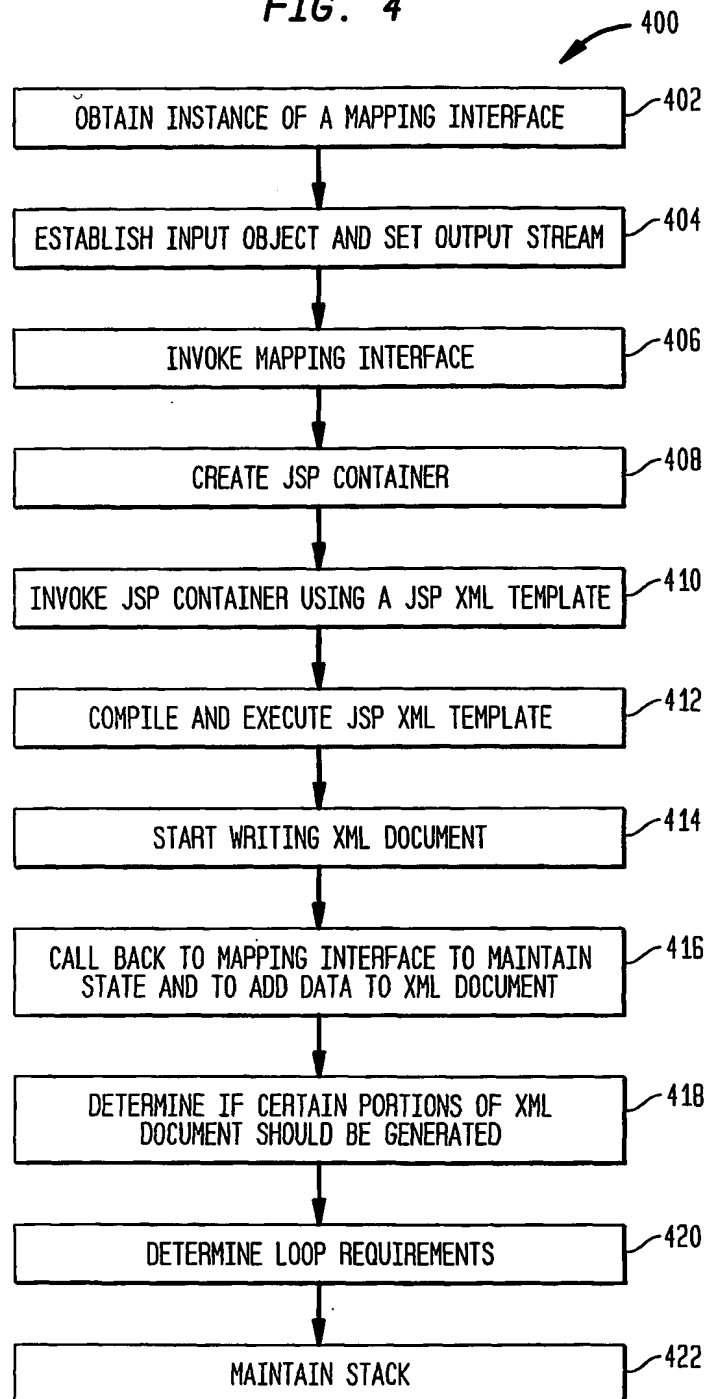 FIG. 4
400
OBTAIN INSTANCE OF A MAPPING INTERFACE
402
ESTABLISH INPUT OBJECT AND SET OUTPUT STREAM
404
INVOKE MAPPING INTERFACE
406
CREATE JSP CONTAINER
408
INVOKE JSP CONTAINER USING A JSP XML TEMPLATE
410
COMPILE AND EXECUTE JSP XML TEMPLATE
412
START WRITING XML DOCUMENT
414
CALL BACK TO MAPPING INTERFACE TO MAINTAIN
STATE AND TO ADD DATA TO XML DOCUMENT
416
DETERMINE IF CERTAIN PORTIONS OF XML
DOCUMENT SHOULD BE GENERATED
418
DETERMINE LOOP REQUIREMENTS
420
MAINTAIN STACK
422